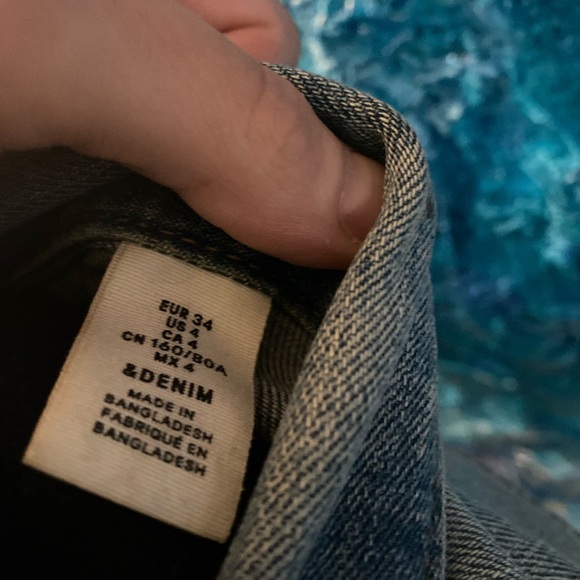 EUR 34
US 4
CA 4
CN 160/80A
MX 4
&DENIM
MADE IN
BANGLADESH
FABRIQUÉ EN
BANGLADESH